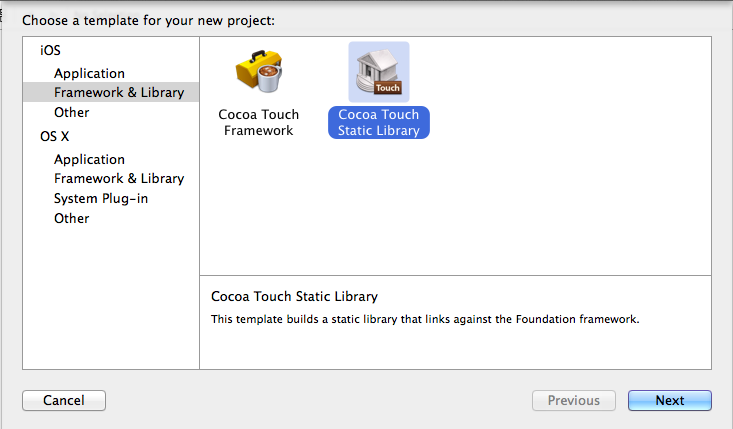 Choose a template for your new project:
iOS
Application
Framework & Library
Other
OS X
Application
Framework & Library
System Plug-in
Other
Cocoa Touch
Framework
Touch
Cocoa Touch
Static Library
Cocoa Touch Static Library
This template builds a static library that links against the Foundation framework.
Cancel
Previous
Next